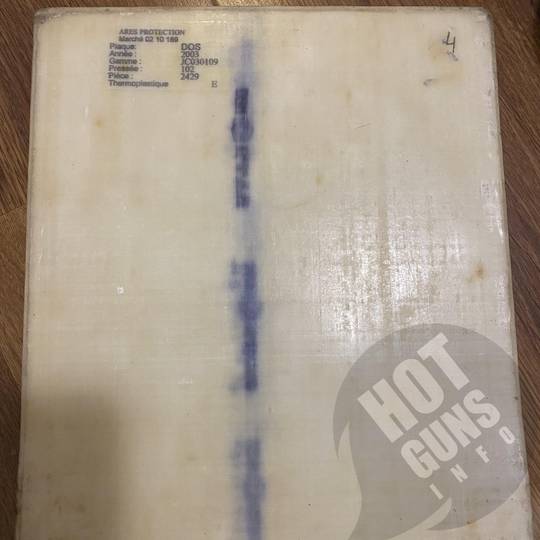 ARES PROTECTION
Marché 02 10 169
Plaque: DOS
Année : 2003
Gamme : JC030109
Pressée : 102
Pièce : 2429
Thermoplastique E
4
HOT
GUNS
INFO